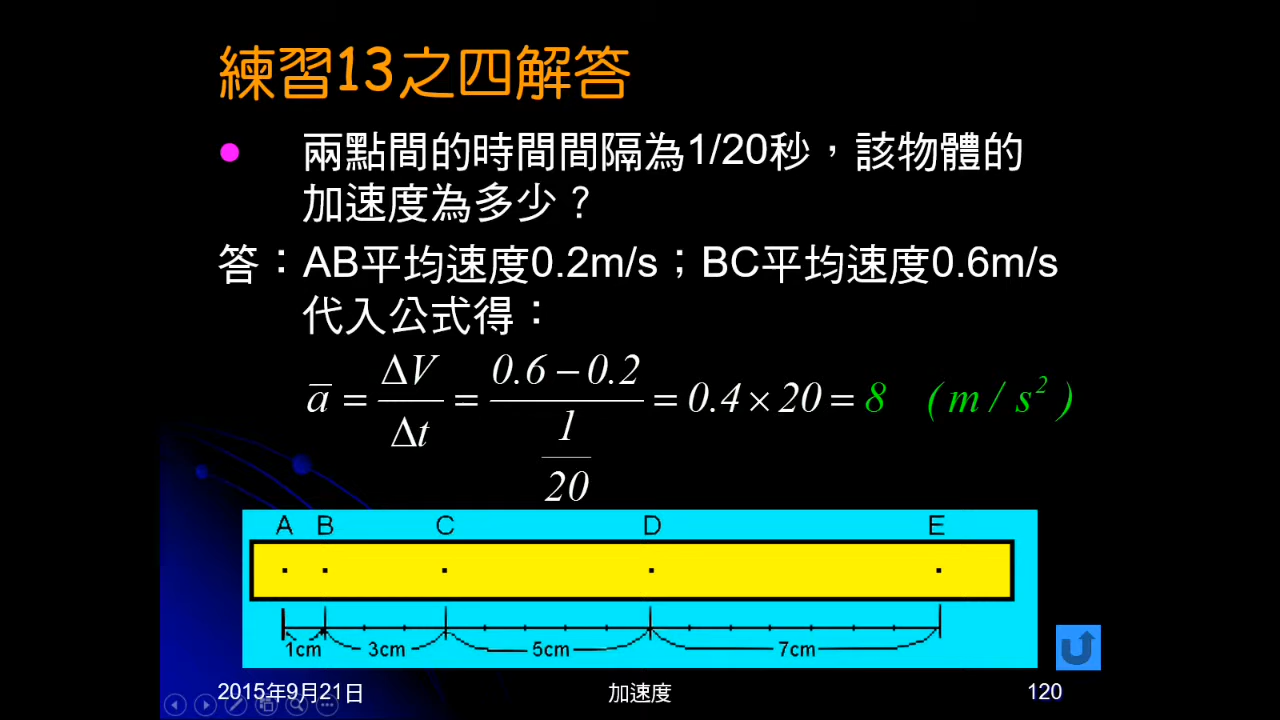 練習13之四解答
● 兩點間的時間間隔為1/20秒，該物體的
加速度為多少？
答：AB平均速度0.2m/s；BC平均速度0.6m/s
代入公式得：
a̅ = ΔV/Δt = (0.6−0.2)/(1/20) = 0.4×20 = 8 (m/s²)
A B C D E
1cm 3cm 5cm 7cm
2015年9月21日 加速度 120